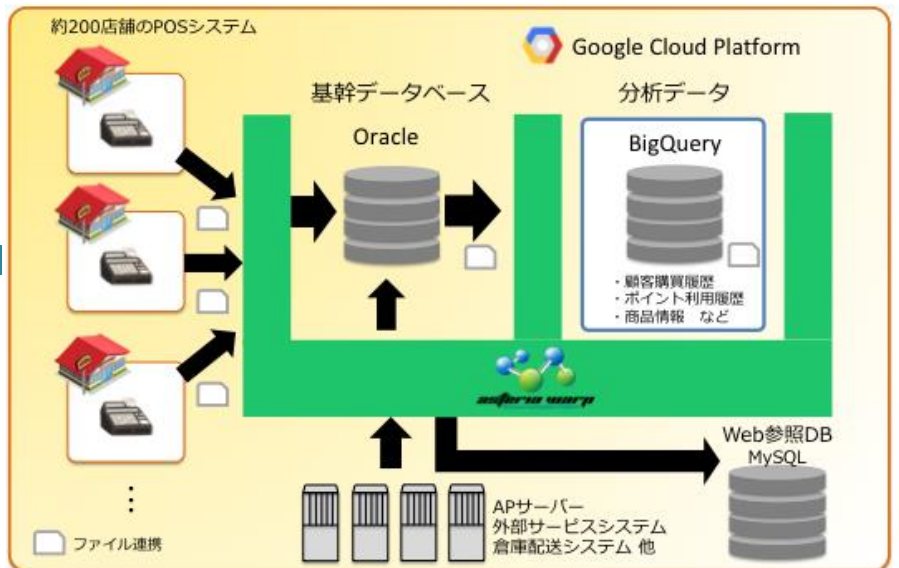 約200店舗のPOSシステム
Google Cloud Platform
基幹データベース
分析データ
Oracle
BigQuery
・顧客購買履歴
・ポイント利用履歴
・商品情報 など
asteria warp
Web参照DB
MySQL
APサーバー
外部サービスシステム
倉庫配送システム 他
ファイル連携